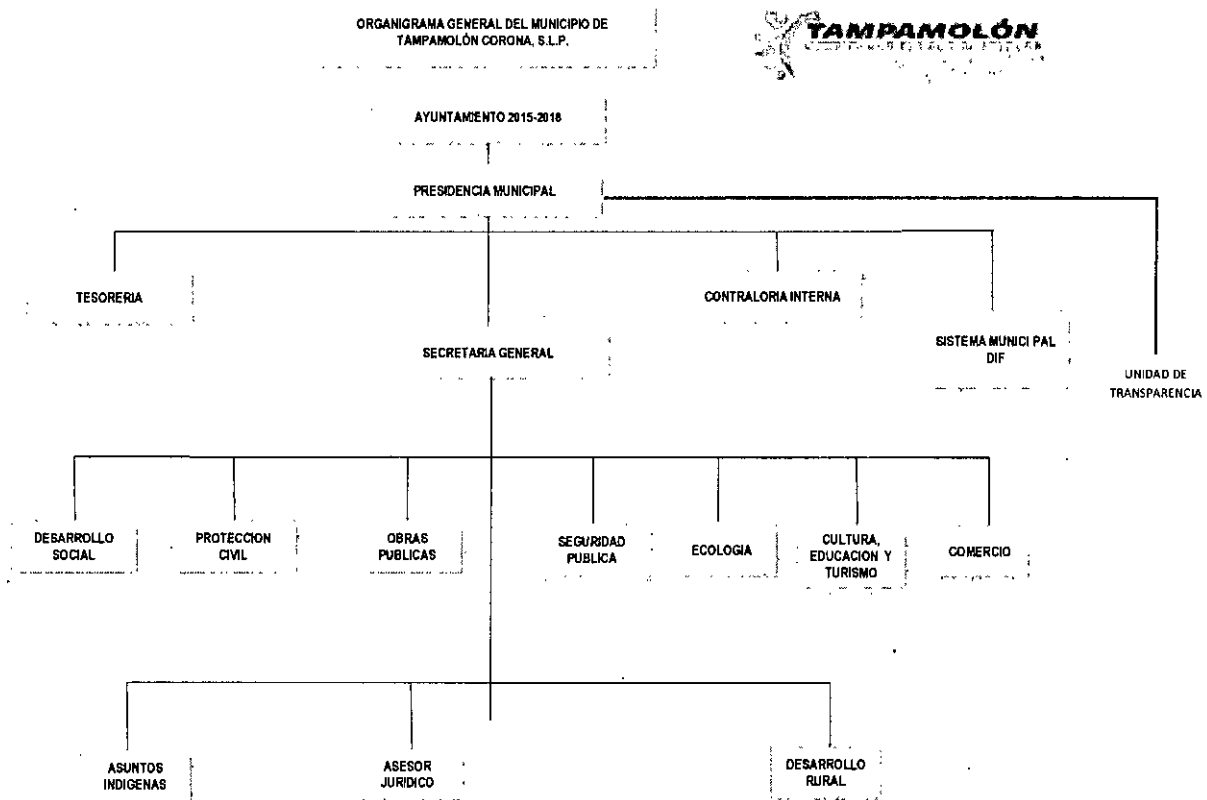 ORGANIGRAMA GENERAL DEL MUNICIPIO DE
TAMPAMOLÓN CORONA, S.L.P.
TAMPAMOLÓN
AYUNTAMIENTO 2015-2018
PRESIDENCIA MUNICIPAL
TESORERIA
CONTRALORIA INTERNA
SECRETARIA GENERAL
SISTEMA MUNICIPAL
DIF
UNIDAD DE
TRANSPARENCIA
DESARROLLO
SOCIAL
PROTECCION
CIVIL
OBRAS
PUBLICAS
SEGURIDAD
PUBLICA
ECOLOGIA
CULTURA,
EDUCACION Y
TURISMO
COMERCIO
ASUNTOS
INDIGENAS
ASESOR
JURIDICO
DESARROLLO
RURAL